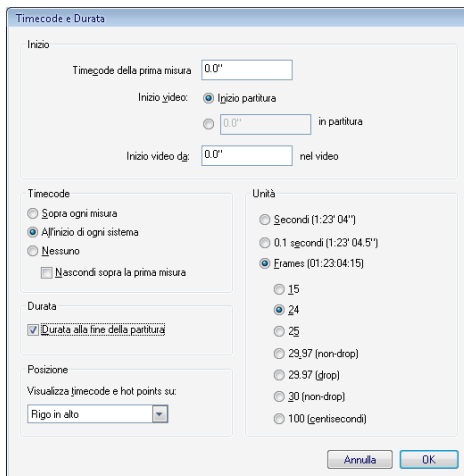 Timecode e Durata
Inizio
Timecode della prima misura 0.0"
Inizio video: Inizio partitura
0.0" in partitura
Inizio video da: 0.0" nel video
Timecode
Sopra ogni misura
All'inizio di ogni sistema
Nessuno
Nascondi sopra la prima misura
Durata
Durata alla fine della partitura
Posizione
Visualizza timecode e hot points su:
Rigo in alto
Unità
Secondi (1:23' 04")
0.1 secondi (1:23' 04.5")
Frames (01:23:04:15)
15
24
25
29,97 (non-drop)
29.97 (drop)
30 (non-drop)
100 (centisecondi)
Annulla OK